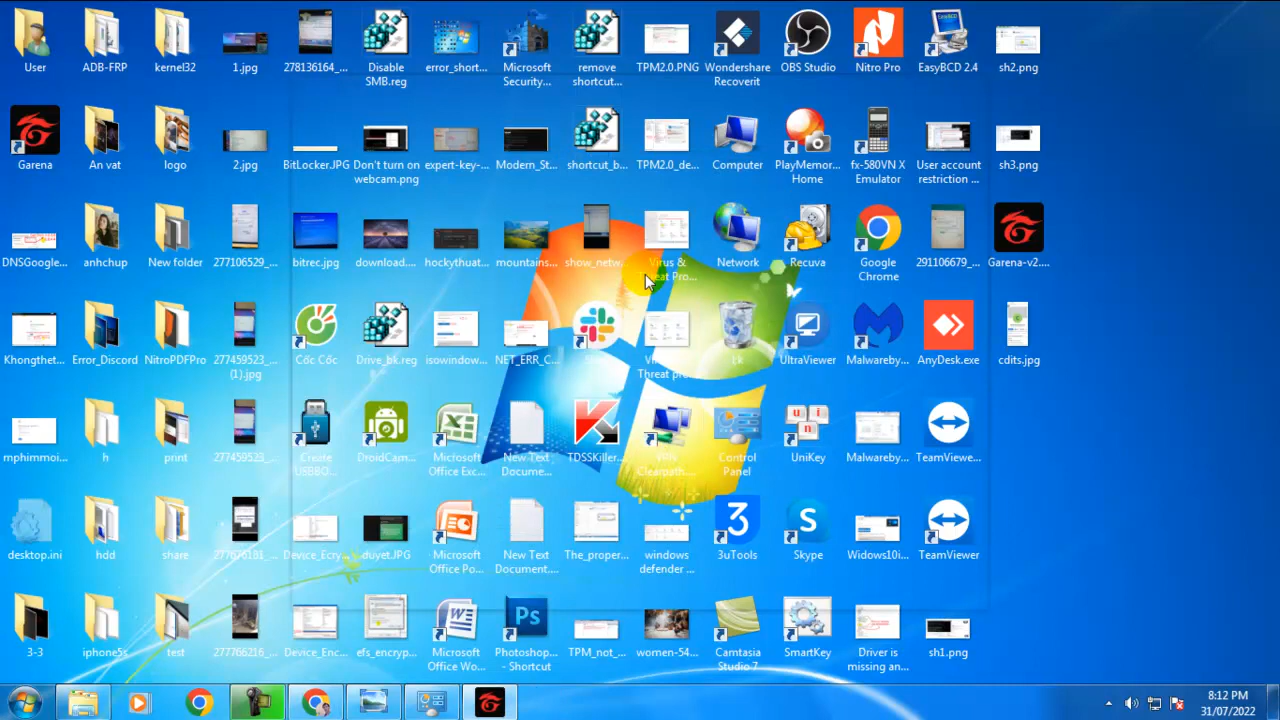 User
ADB-FRP
kernel32
1.jpg
278136164_...
Disable
SMB.reg
error_short...
Microsoft
Security...
remove
shortcut...
TPM2.0.PNG
Wondershare
Recoverit
OBS Studio
Nitro Pro
EasyBCD 2.4
sh2.png
Garena
An vat
logo
2.jpg
BitLocker.JPG
Don't turn on
webcam.png
expert-key-...
Modern_St...
shortcut_b...
TPM2.0_de...
Computer
PlayMemor...
Home
fx-580VN X
Emulator
User account
restriction ...
sh3.png
DNSGoogle...
anhchup
New folder
277106529_...
bitrec.jpg
download....
hockythuat...
mountains...
show_netw...
Virus &
Threat Pro...
Network
Recuva
Google
Chrome
291106679_...
Garena-v2....
Khongthet...
Error_Discord
NitroPDFPro
277459523_...
(1).jpg
Cốc Cốc
Drive_bk.reg
isowindow...
NET_ERR_C...
Threat pro...
UltraViewer
Malwareby...
AnyDesk.exe
cdits.jpg
mphimmoi...
h
print
277459523_...
Create
USBBO...
DroidCam...
Microsoft
Office Exc...
New Text
Docume...
TDSSKiller...
VPN
Clearpath...
Control
Panel
UniKey
Malwareby...
TeamViewe...
desktop.ini
hdd
share
277676181_...
Device_Ecry...
duyet.JPG
Microsoft
Office Po...
New Text
Document....
The_proper...
windows
defender ...
3uTools
Skype
Widows10i...
TeamViewer
3-3
iphone5s
test
277766216_...
Device_Enc...
efs_encryp...
Microsoft
Office Wo...
Photoshop...
- Shortcut
TPM_not_...
women-54...
Camtasia
Studio 7
SmartKey
Driver is
missing an...
sh1.png
8:12 PM
31/07/2022